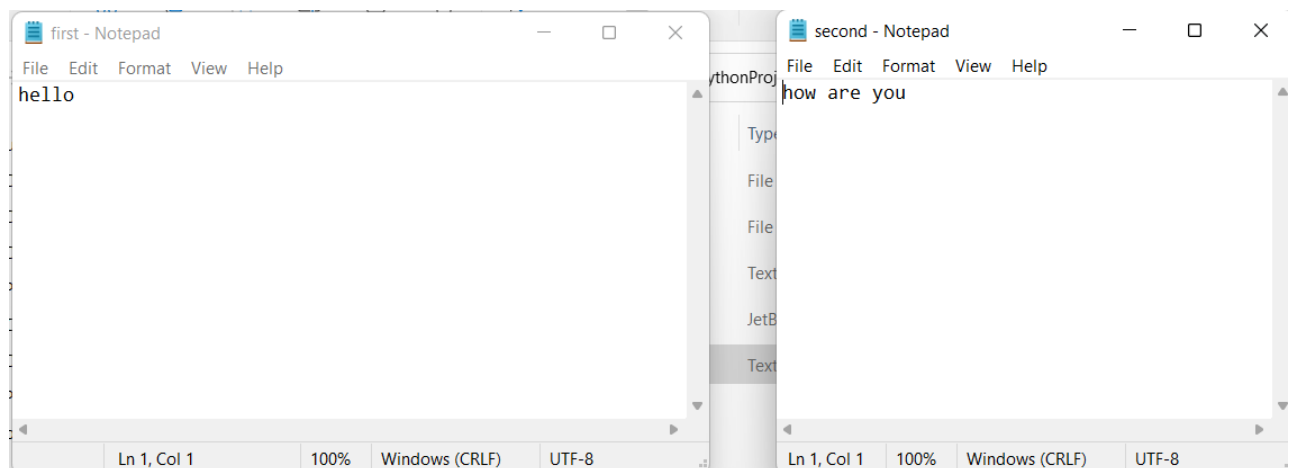 first - Notepad
File Edit Format View Help
hello
Ln 1, Col 1 100% Windows (CRLF) UTF-8
ythonProj
Type
File
File
Text
JetB
Text
second - Notepad
File Edit Format View Help
how are you
Ln 1, Col 1 100% Windows (CRLF) UTF-8